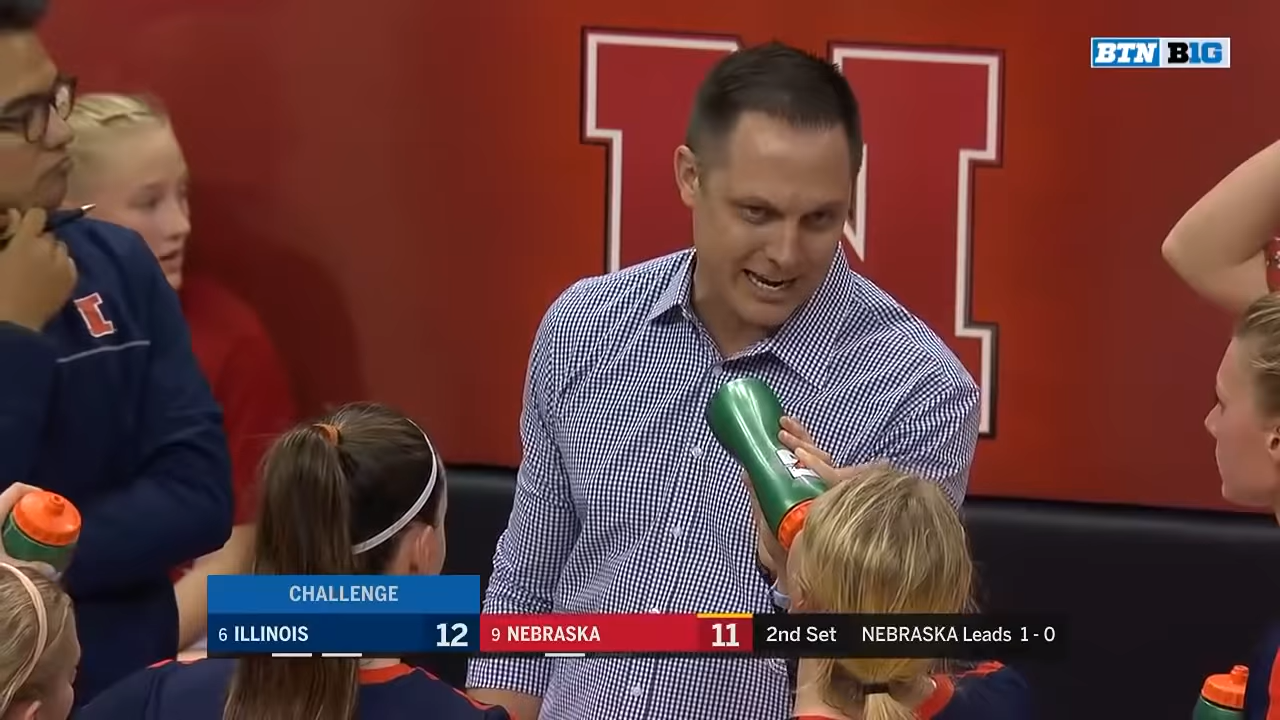 BTN B1G
N
I
CHALLENGE
6 ILLINOIS 12 9 NEBRASKA 11 2nd Set NEBRASKA Leads 1 - 0